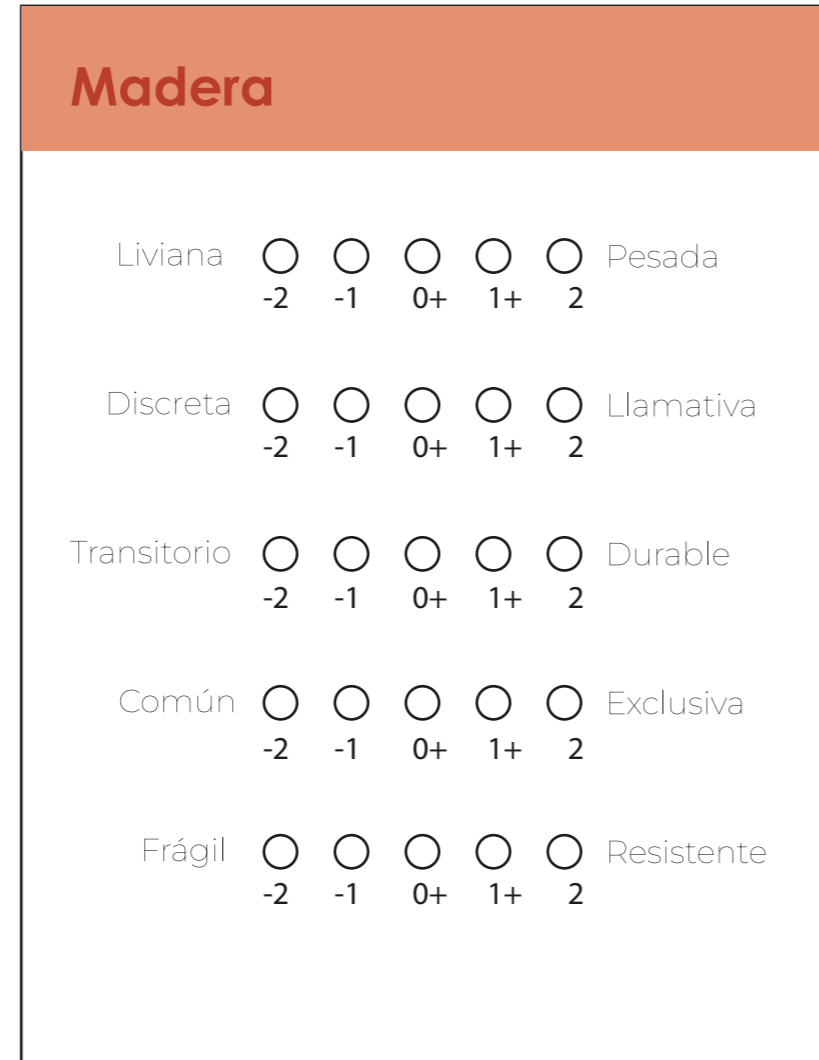 Madera
Liviana Pesada
-2 -1 0+ 1+ 2
Discreta Llamativa
-2 -1 0+ 1+ 2
Transitorio Durable
-2 -1 0+ 1+ 2
Común Exclusiva
-2 -1 0+ 1+ 2
Frágil Resistente
-2 -1 0+ 1+ 2